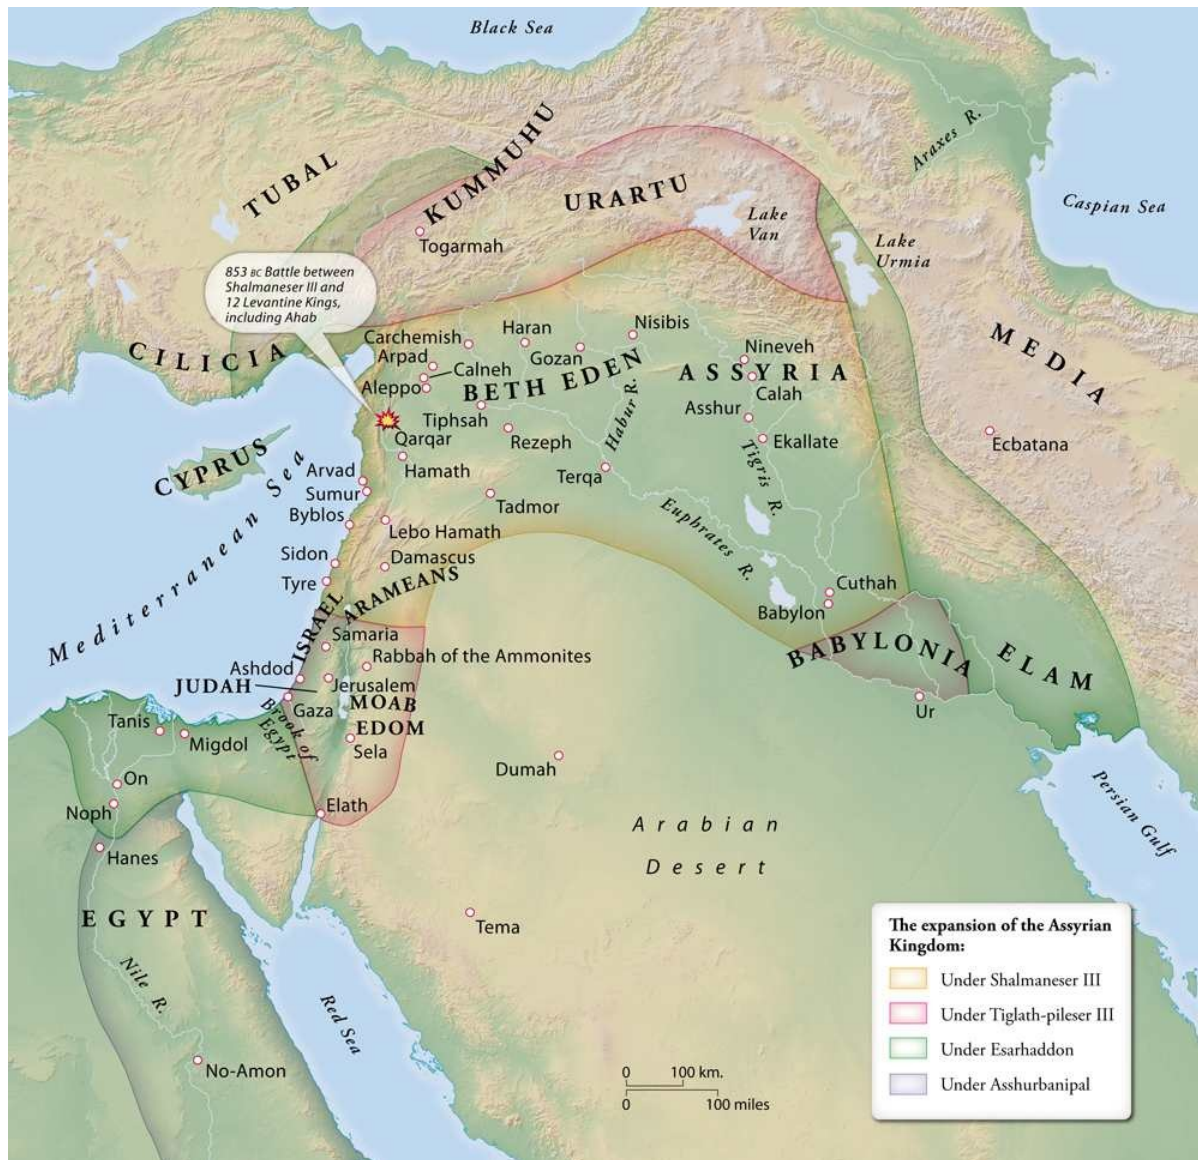 Black Sea
TUBAL
KUMMUHU
URARTU
Araxes R.
Caspian Sea
Lake
Van
Lake
Urmia
Togarmah
853 BC Battle between
Shalmaneser III and
12 Levantine Kings,
including Ahab
CILICIA
Carchemish
Haran
Nisibis
Arpad
Gozan
Nineveh
MEDIA
Calneh
BETH EDEN
ASSYRIA
Aleppo
Calah
Tiphsah
Habur R.
Asshur
Qarqar
Rezeph
Ekallate
Ecbatana
CYPRUS
Hamath
Terqa
Tigris R.
Arvad
Sumur
Tadmor
Byblos
Lebo Hamath
Euphrates R.
Sidon
Damascus
Tyre
ARAMEANS
Cuthah
Mediterranean Sea
ISRAEL
Babylon
Samaria
BABYLONIA
ELAM
Rabbah of the Ammonites
Ashdod
JUDAH
Jerusalem
MOAB
Ur
Gaza
Brook of
Egypt
EDOM
Tanis
Migdol
Sela
Dumah
On
Noph
Elath
Persian Gulf
Hanes
Arabian
Desert
EGYPT
Tema
Nile R.
Red Sea
No-Amon
0 100 km.
0 100 miles
The expansion of the Assyrian
Kingdom:
Under Shalmaneser III
Under Tiglath-pileser III
Under Esarhaddon
Under Asshurbanipal